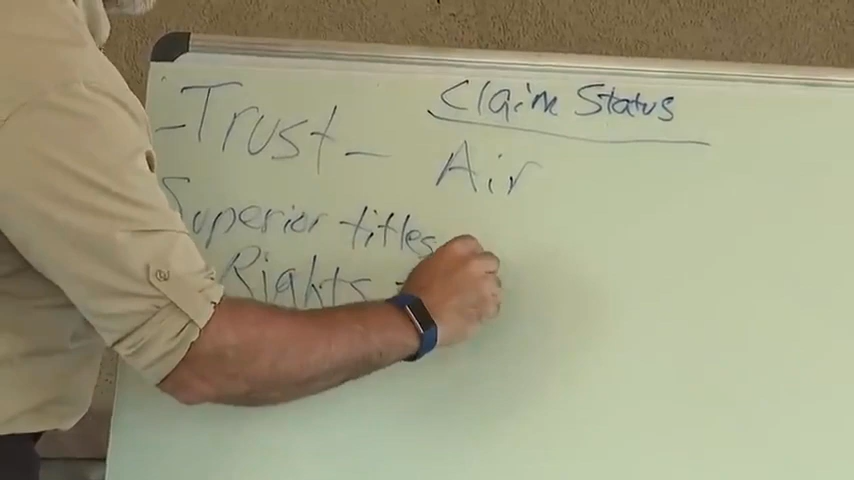 Claim Status
- Trust - Air
Superior titles
Rights -